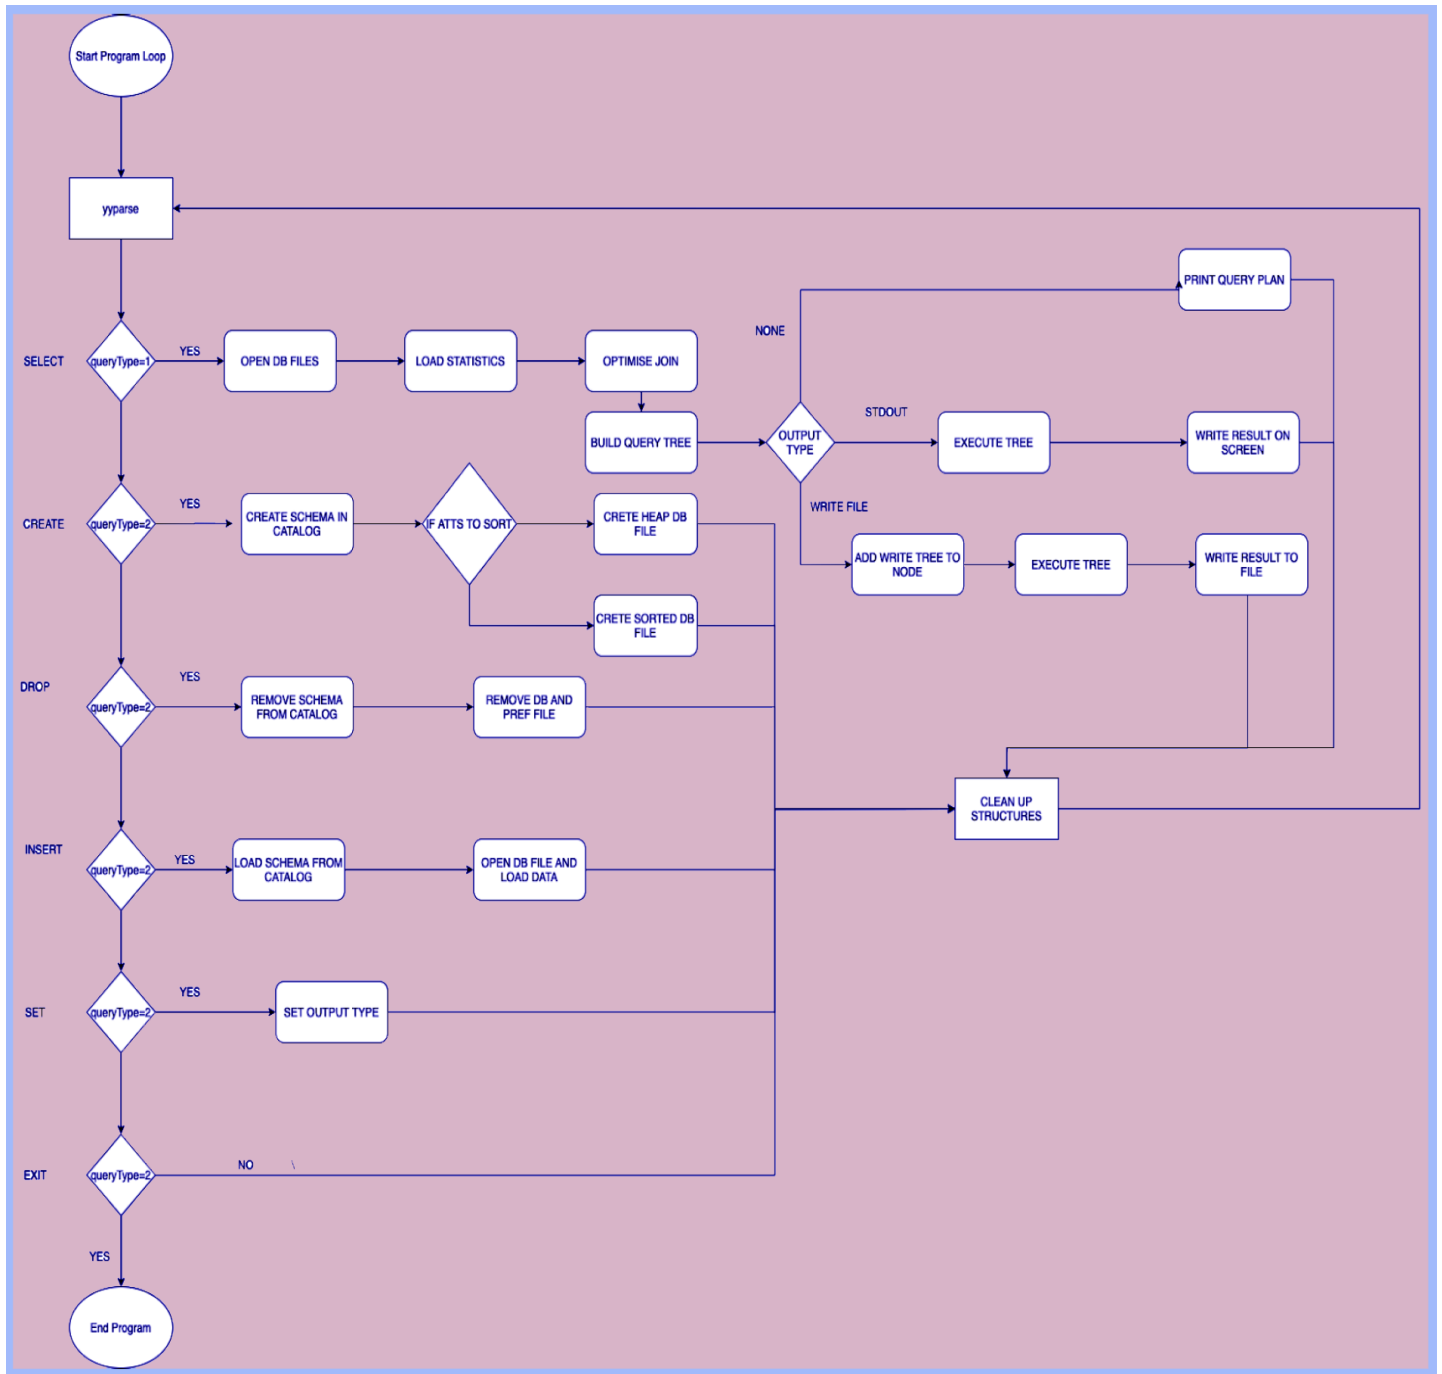 Start Program Loop
yyparse
PRINT QUERY PLAN
NONE
SELECT
queryType=1
YES
OPEN DB FILES
LOAD STATISTICS
OPTIMISE JOIN
BUILD QUERY TREE
OUTPUT
TYPE
STDOUT
EXECUTE TREE
WRITE RESULT ON
SCREEN
WRITE FILE
ADD WRITE TREE TO
NODE
EXECUTE TREE
WRITE RESULT TO
FILE
CREATE
queryType=2
YES
CREATE SCHEMA IN
CATALOG
IF ATTS TO SORT
CRETE HEAP DB
FILE
CRETE SORTED DB
FILE
DROP
queryType=2
YES
REMOVE SCHEMA
FROM CATALOG
REMOVE DB AND
PREF FILE
CLEAN UP
STRUCTURES
INSERT
queryType=2
YES
LOAD SCHEMA FROM
CATALOG
OPEN DB FILE AND
LOAD DATA
SET
queryType=2
YES
SET OUTPUT TYPE
EXIT
queryType=2
NO \
YES
End Program